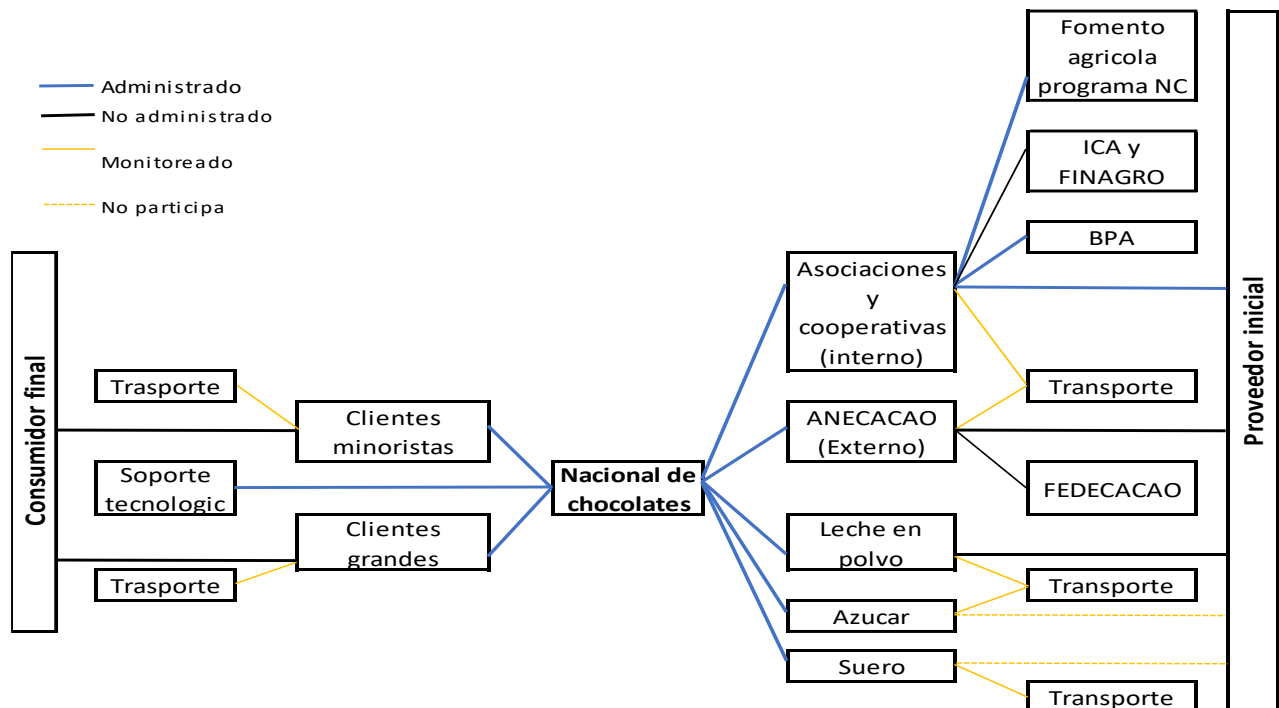 Administrado
No administrado
Monitoreado
No participa
Consumidor final
Trasporte
Soporte
tecnologic
Trasporte
Clientes
minoristas
Clientes
grandes
Nacional de
chocolates
Asociaciones
y
cooperativas
(interno)
ANECACAO
(Externo)
Leche en
polvo
Azucar
Suero
Fomento
agricola
programa NC
ICA y
FINAGRO
BPA
Transporte
FEDECACAO
Transporte
Transporte
Proveedor inicial